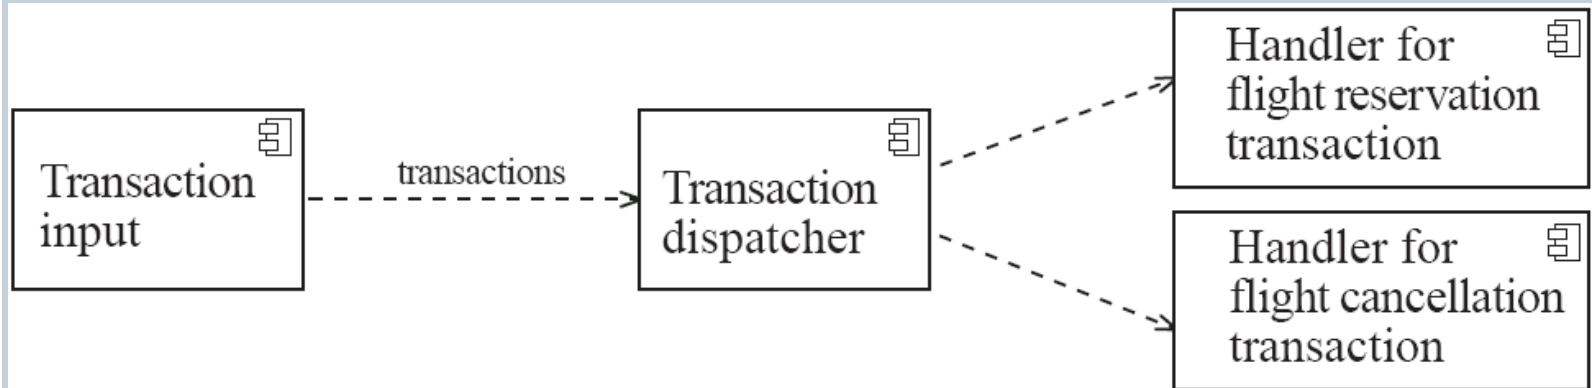 Transaction
input
transactions
Transaction
dispatcher
Handler for
flight reservation
transaction
Handler for
flight cancellation
transaction